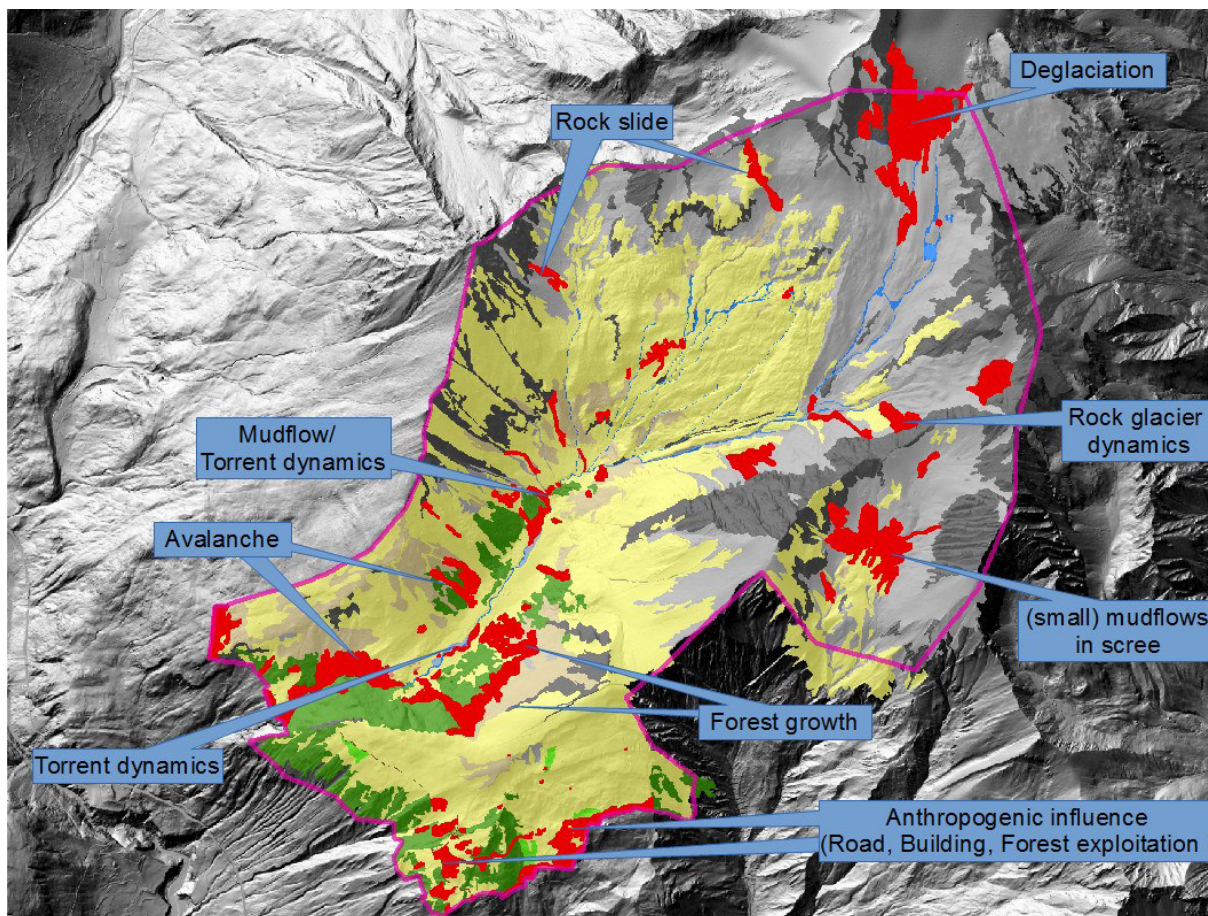 Deglaciation
Rock slide
Rock glacier
dynamics
Mudflow/
Torrent dynamics
Avalanche
(small) mudflows
in scree
Forest growth
Torrent dynamics
Anthropogenic influence
(Road, Building, Forest exploitation